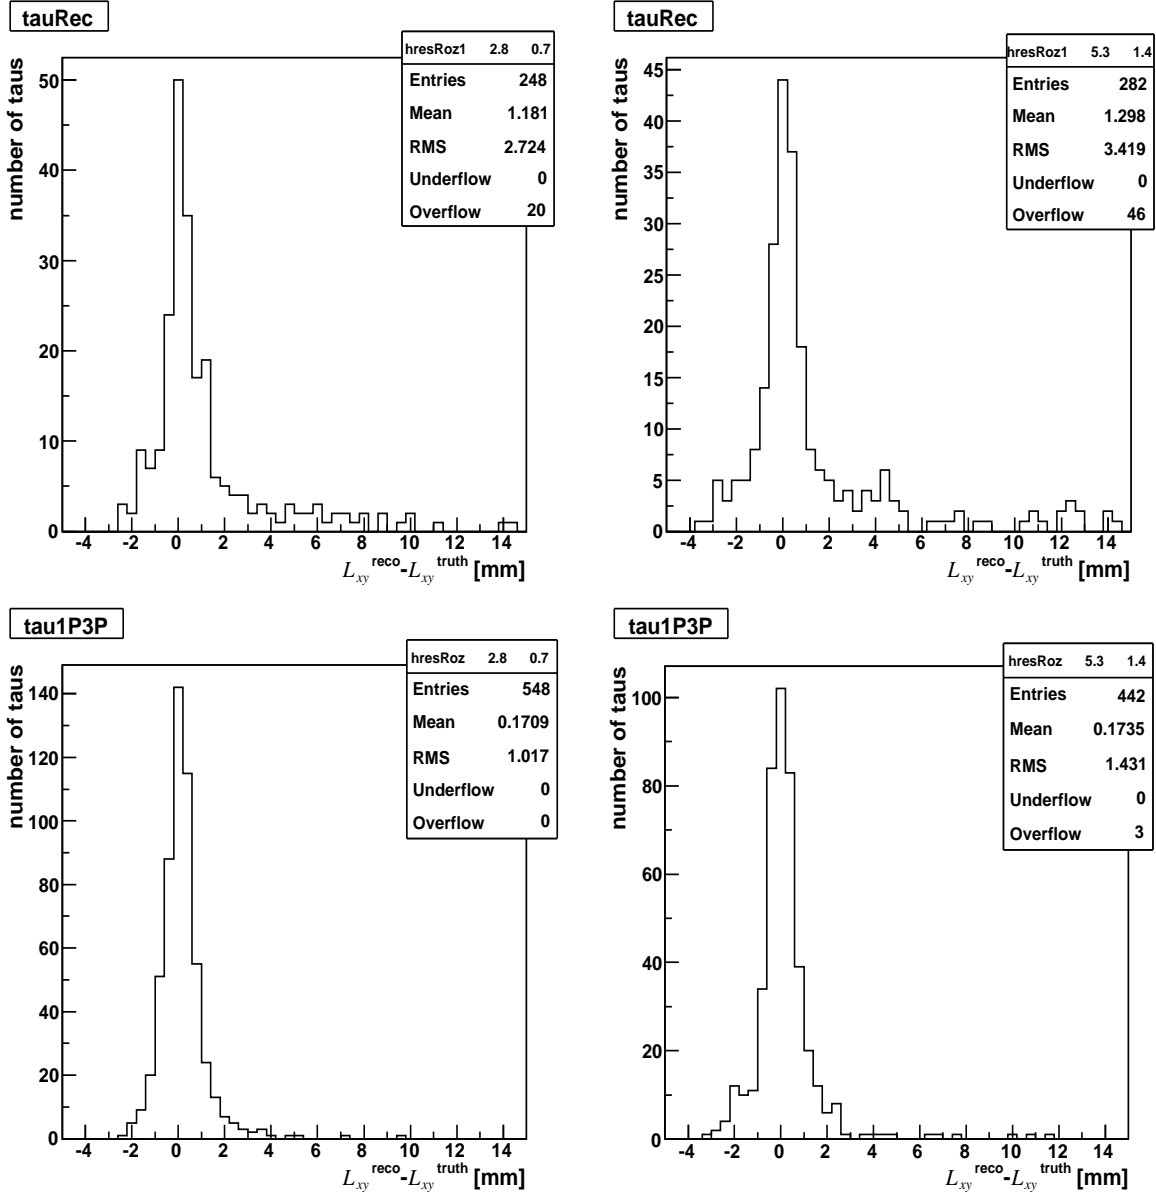 tauRec
number of taus
hresRoz1 2.8 0.7
Entries 248
Mean 1.181
RMS 2.724
Underflow 0
Overflow 20
50
40
30
20
10
0
-4 -2 0 2 4 6 8 10 12 14
L_xy^reco-L_xy^truth [mm]
tauRec
number of taus
hresRoz1 5.3 1.4
Entries 282
Mean 1.298
RMS 3.419
Underflow 0
Overflow 46
45
40
35
30
25
20
15
10
5
0
-4 -2 0 2 4 6 8 10 12 14
L_xy^reco-L_xy^truth [mm]
tau1P3P
number of taus
hresRoz 2.8 0.7
Entries 548
Mean 0.1709
RMS 1.017
Underflow 0
Overflow 0
140
120
100
80
60
40
20
0
-4 -2 0 2 4 6 8 10 12 14
L_xy^reco-L_xy^truth [mm]
tau1P3P
number of taus
hresRoz 5.3 1.4
Entries 442
Mean 0.1735
RMS 1.431
Underflow 0
Overflow 3
100
80
60
40
20
0
-4 -2 0 2 4 6 8 10 12 14
L_xy^reco-L_xy^truth [mm]